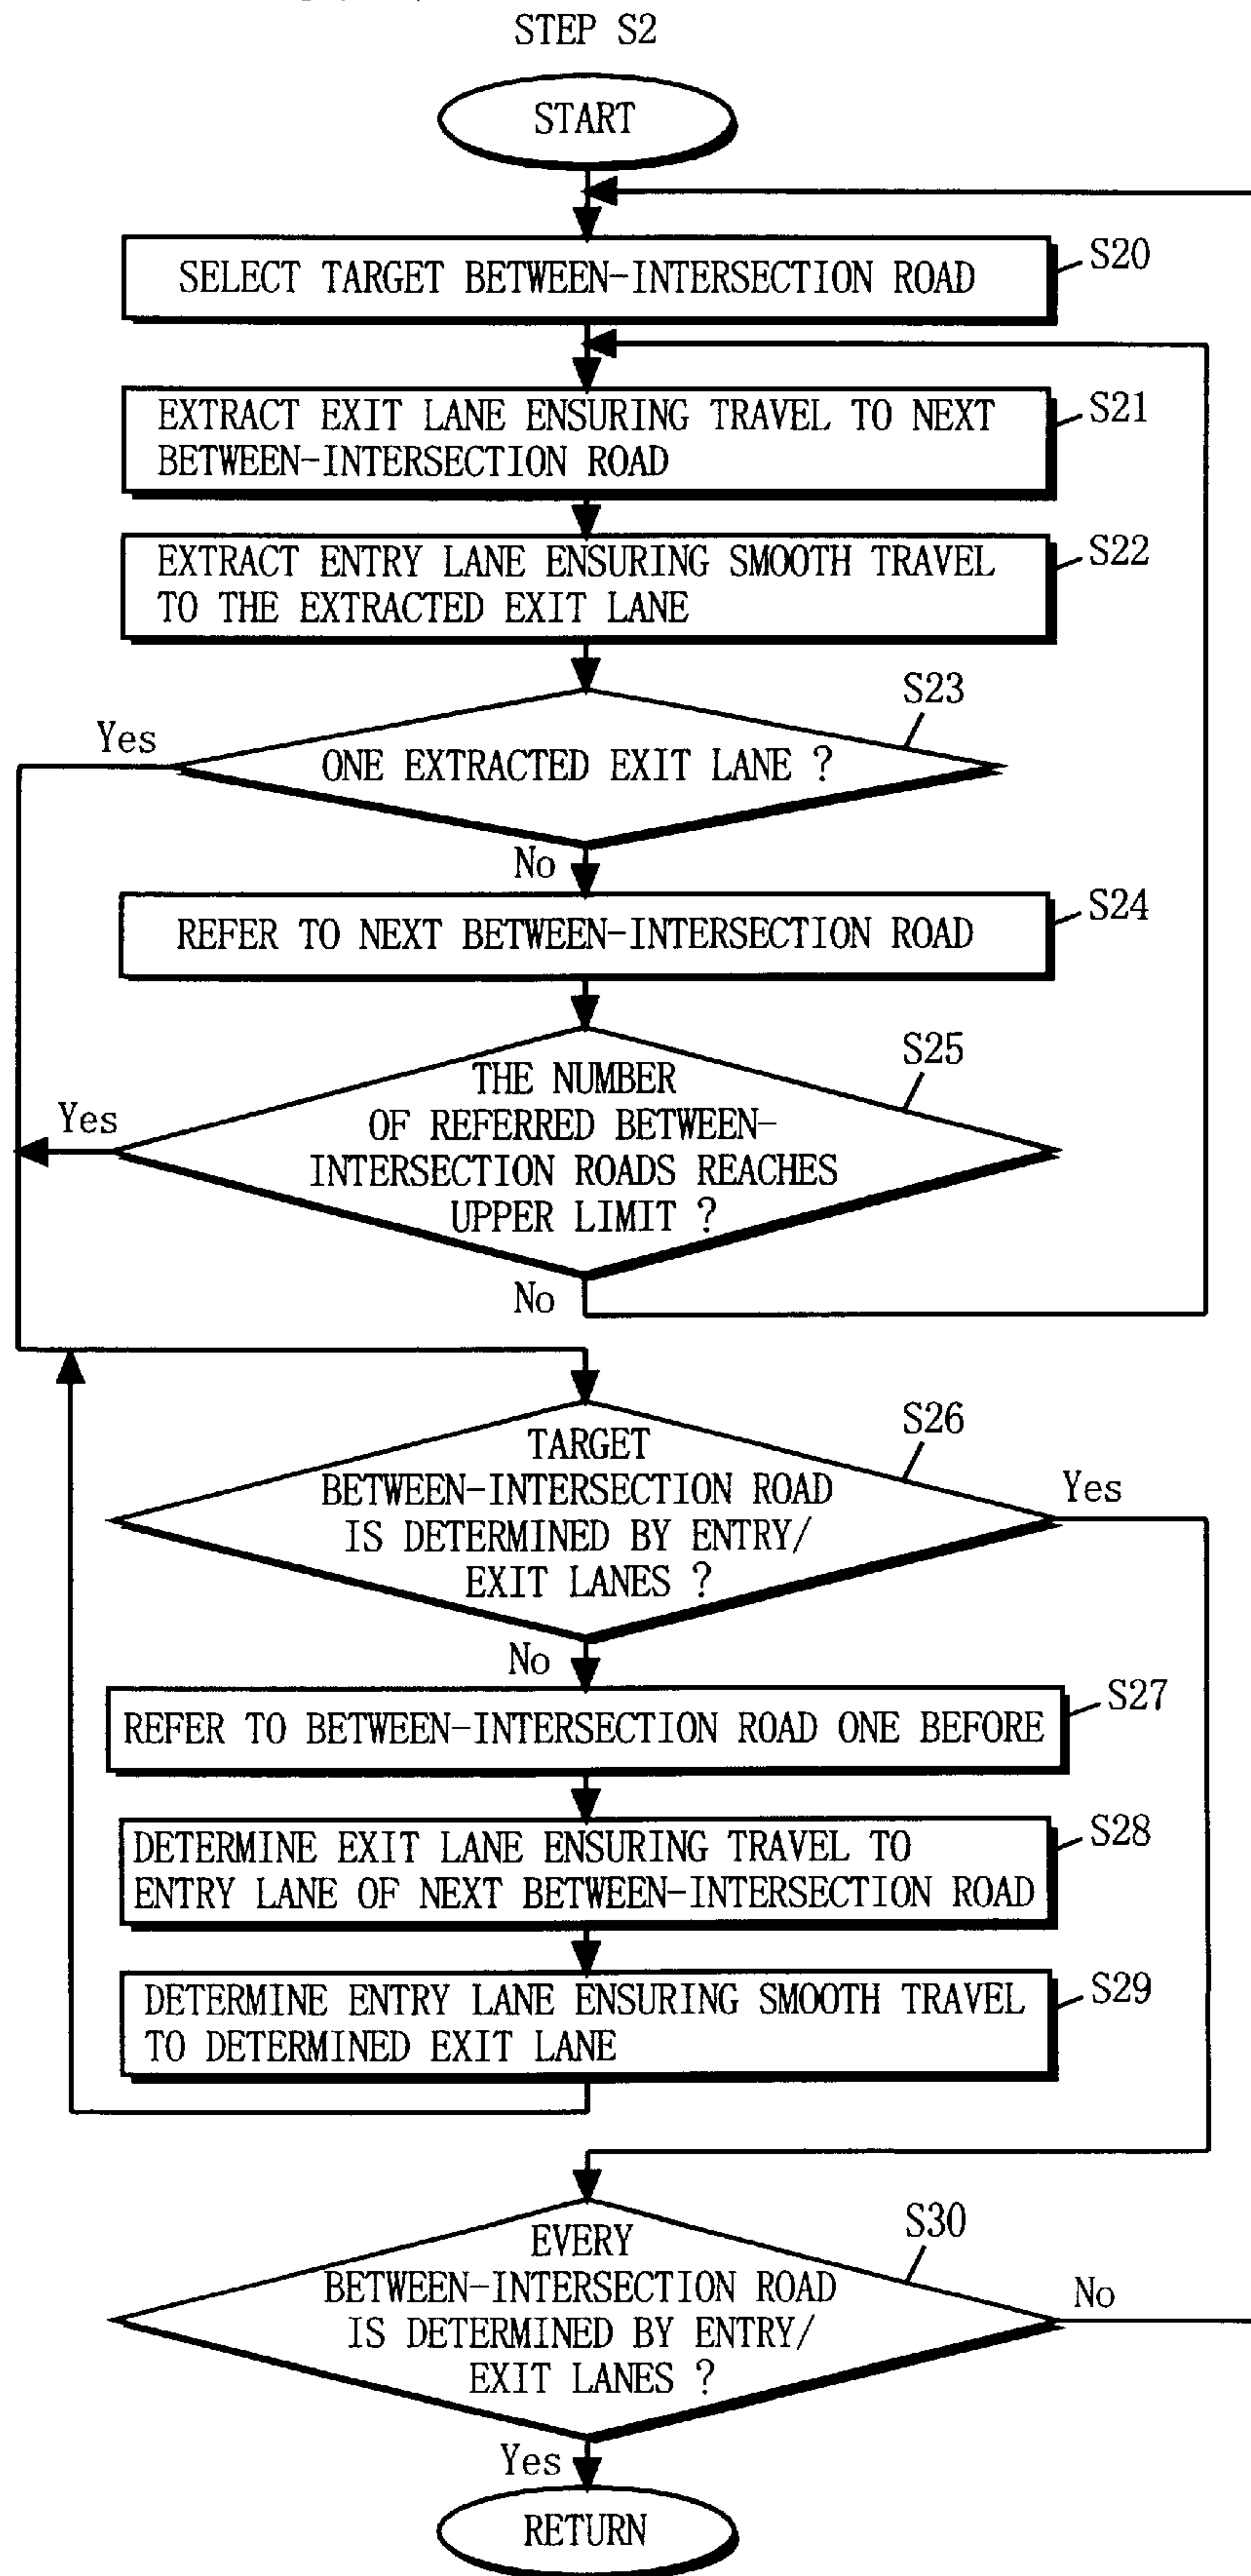 STEP S2
START
SELECT TARGET BETWEEN-INTERSECTION ROAD
S20
EXTRACT EXIT LANE ENSURING TRAVEL TO NEXT
BETWEEN-INTERSECTION ROAD
S21
EXTRACT ENTRY LANE ENSURING SMOOTH TRAVEL
TO THE EXTRACTED EXIT LANE
S22
S23
Yes
ONE EXTRACTED EXIT LANE ?
No
REFER TO NEXT BETWEEN-INTERSECTION ROAD
S24
S25
Yes
THE NUMBER
OF REFERRED BETWEEN-
INTERSECTION ROADS REACHES
UPPER LIMIT ?
No
S26
TARGET
BETWEEN-INTERSECTION ROAD
IS DETERMINED BY ENTRY/
EXIT LANES ?
Yes
No
REFER TO BETWEEN-INTERSECTION ROAD ONE BEFORE
S27
DETERMINE EXIT LANE ENSURING TRAVEL TO
ENTRY LANE OF NEXT BETWEEN-INTERSECTION ROAD
S28
DETERMINE ENTRY LANE ENSURING SMOOTH TRAVEL
TO DETERMINED EXIT LANE
S29
S30
EVERY
BETWEEN-INTERSECTION ROAD
IS DETERMINED BY ENTRY/
EXIT LANES ?
No
Yes
RETURN